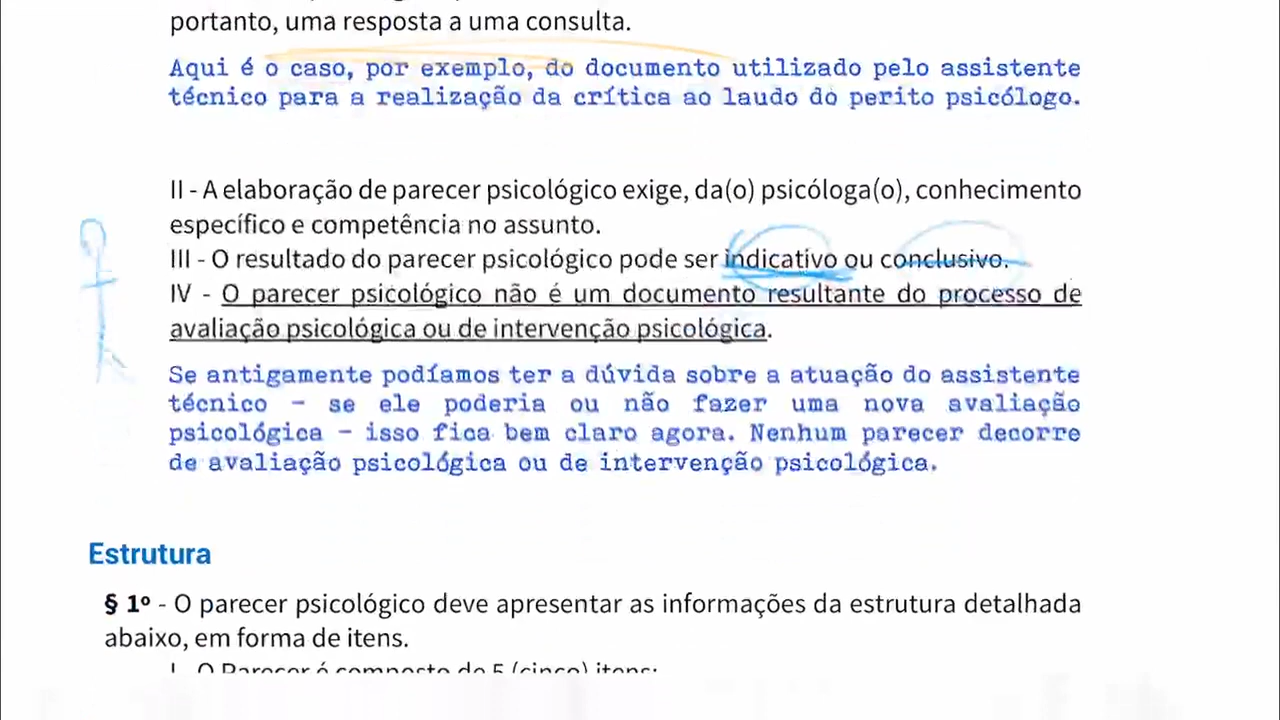 portanto, uma resposta a uma consulta.
Aqui é o caso, por exemplo, do documento utilizado pelo assistente
técnico para a realização da crítica ao laudo do perito psicólogo.
II - A elaboração de parecer psicológico exige, da(o) psicóloga(o), conhecimento
específico e competência no assunto.
III - O resultado do parecer psicológico pode ser indicativo ou conclusivo.
IV - O parecer psicológico não é um documento resultante do processo de
avaliação psicológica ou de intervenção psicológica.
Se antigamente podíamos ter a dúvida sobre a atuação do assistente
técnico – se ele poderia ou não fazer uma nova avaliação
psicológica – isso fica bem claro agora. Nenhum parecer decorre
de avaliação psicológica ou de intervenção psicológica.
Estrutura
§ 1º - O parecer psicológico deve apresentar as informações da estrutura detalhada
abaixo, em forma de itens.
I - O Parecer é composto de 5 (cinco) itens: